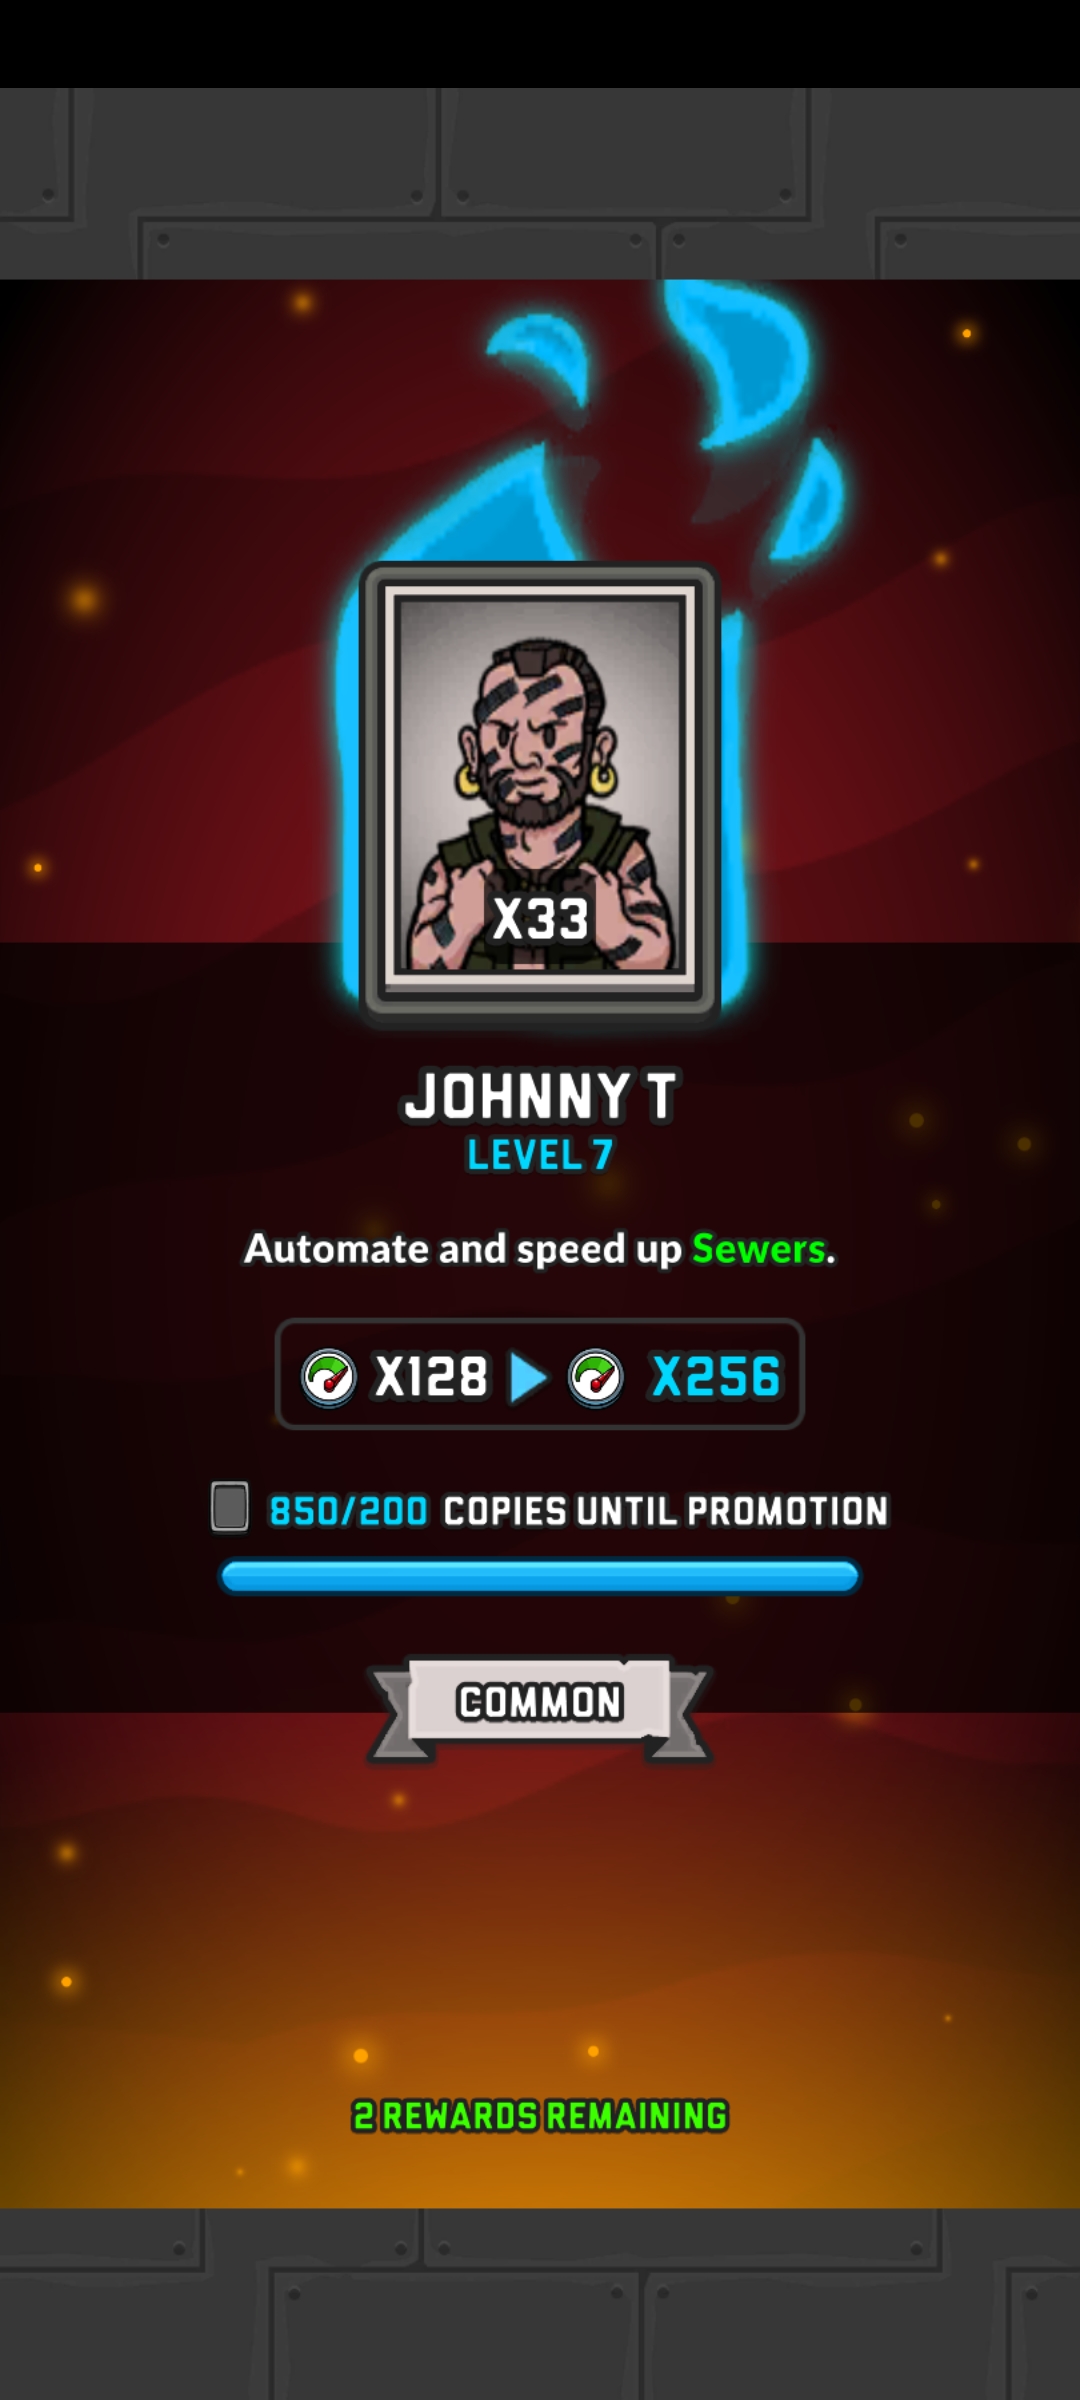 X33
JOHNNY T
LEVEL 7
Automate and speed up Sewers.
X128 X256
850/200 COPIES UNTIL PROMOTION
COMMON
2 REWARDS REMAINING